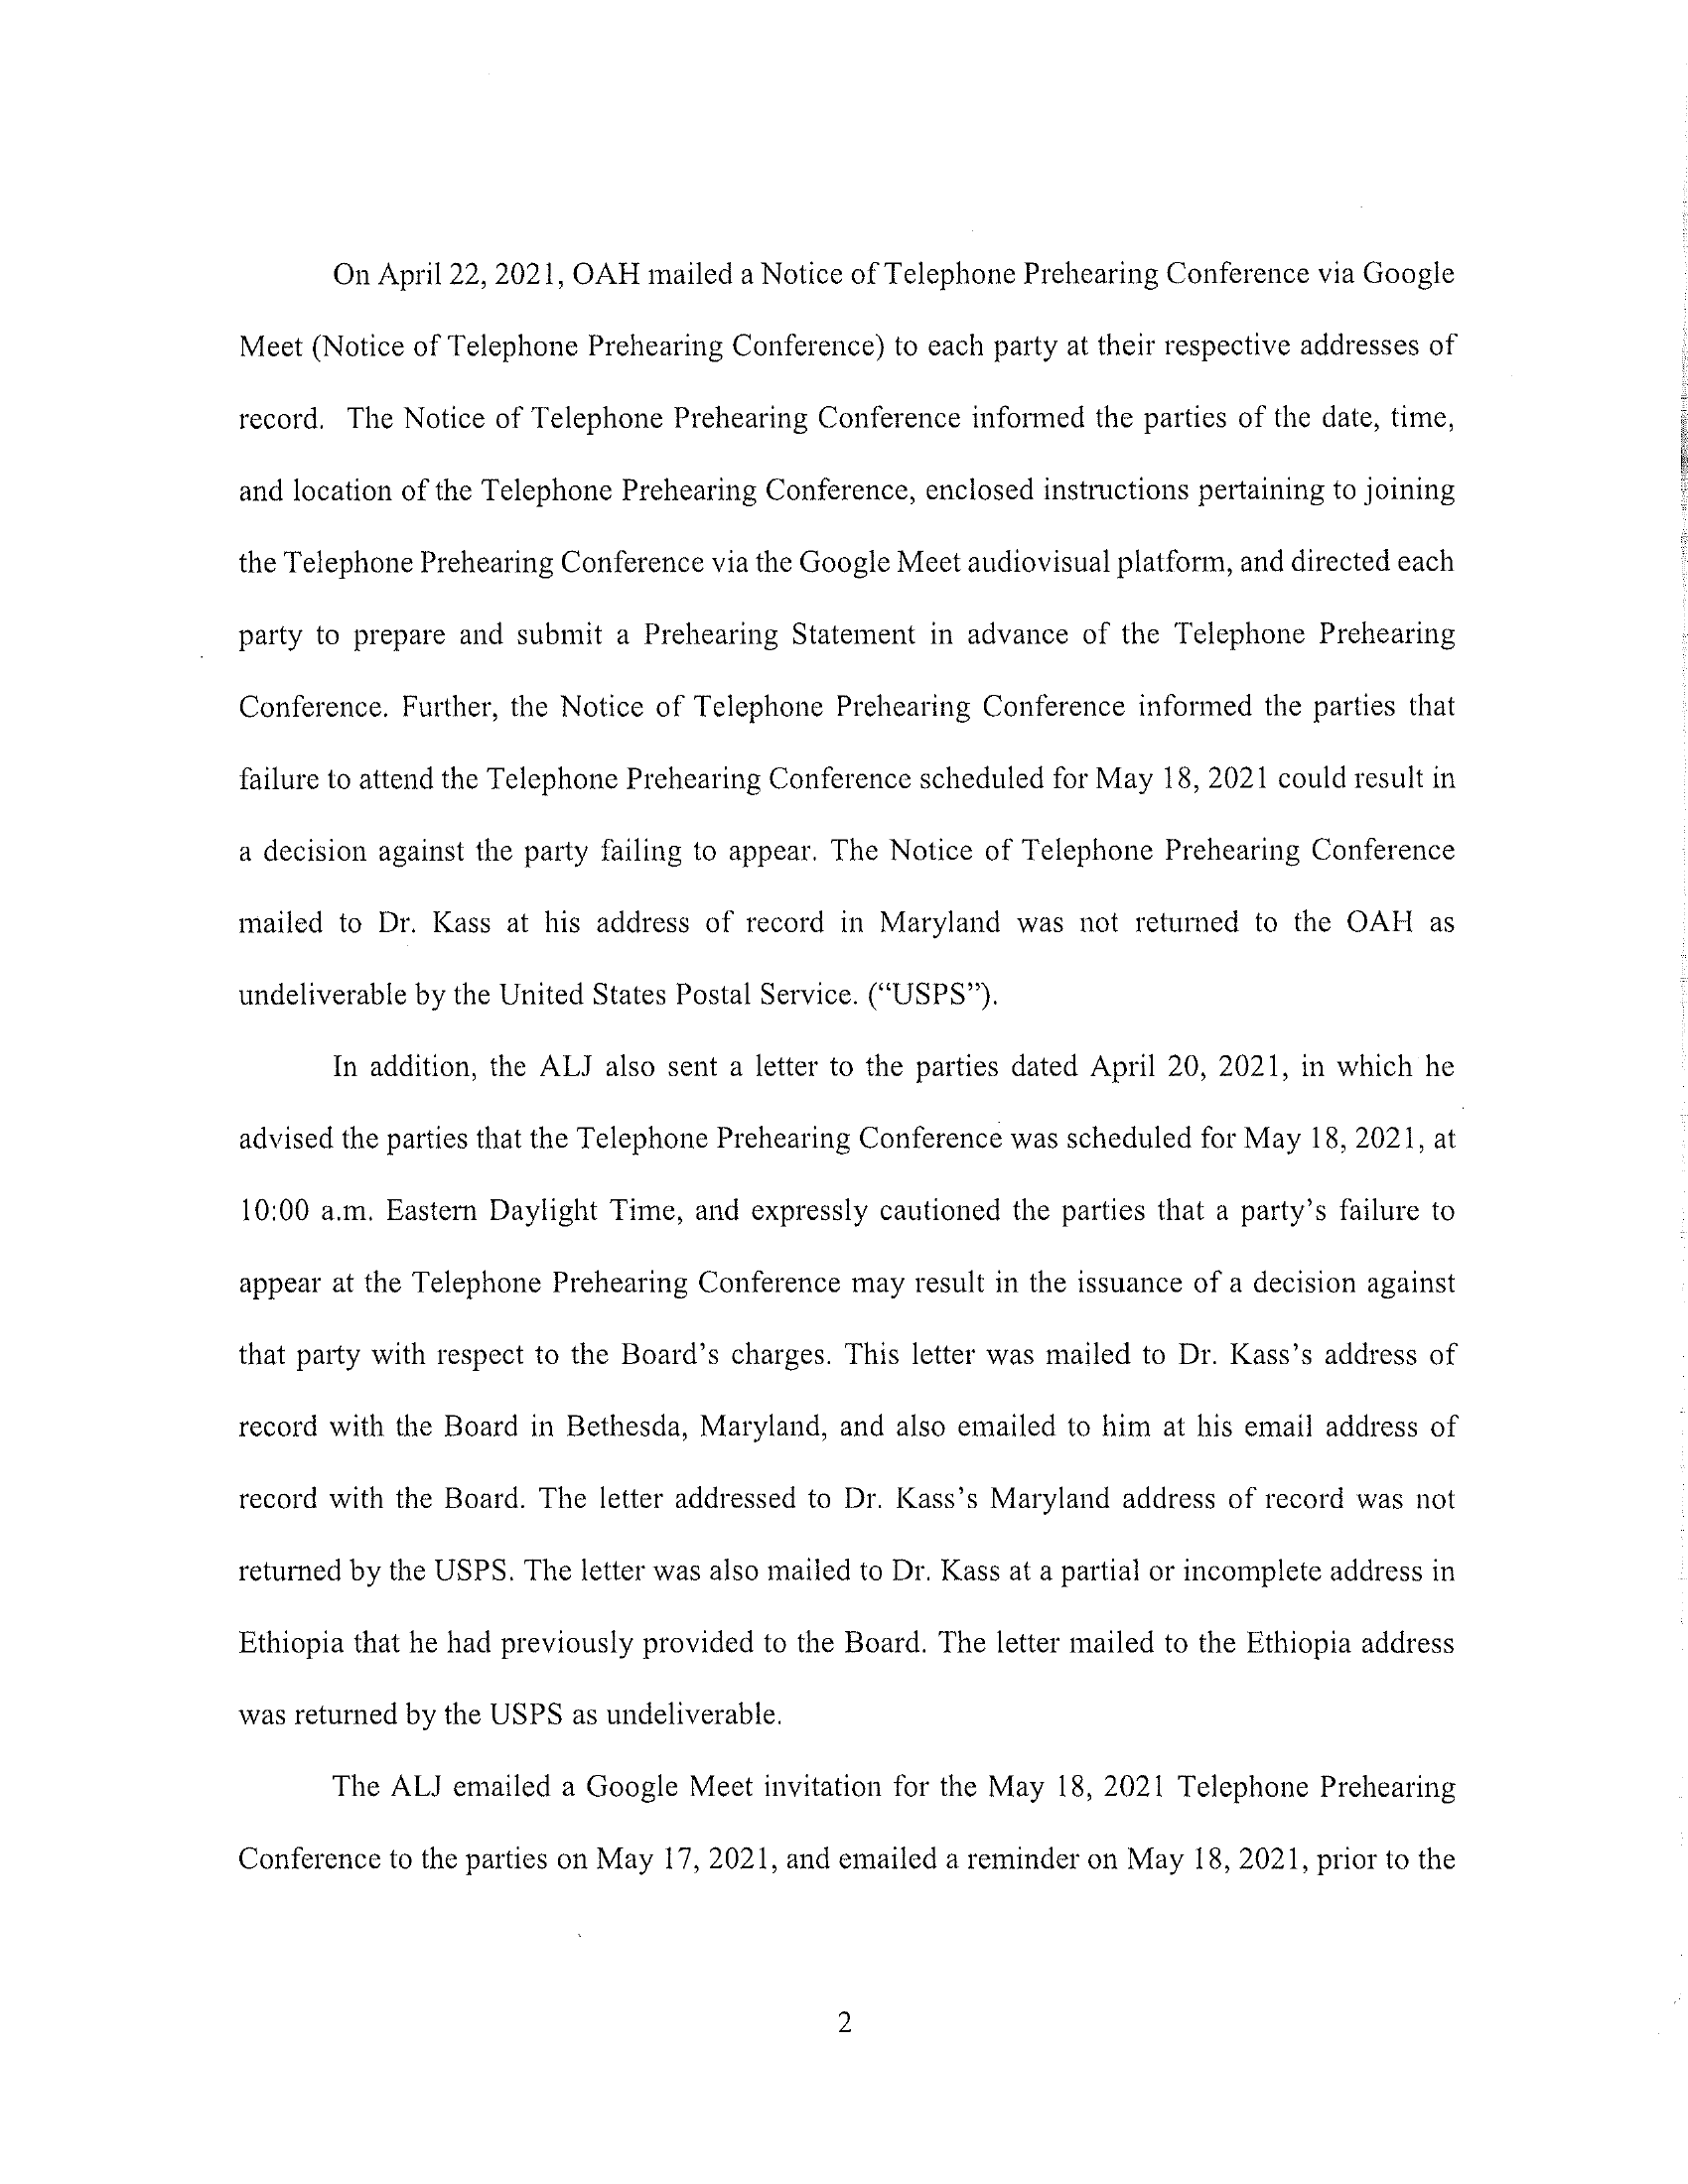 On April 22, 2021, OAH mailed a Notice of Telephone Prehearing Conference via Google
Meet (Notice of Telephone Prehearing Conference) to each party at their respective addresses of
record. The Notice of Telephone Prehearing Conference informed the parties of the date, time,
and location of the Telephone Prehearing Conference, enclosed instructions pertaining to joining
the Telephone Prehearing Conference via the Google Meet audiovisual platform, and directed each
party to prepare and submit a Prehearing Statement in advance of the Telephone Prehearing
Conference. Further, the Notice of Telephone Prehearing Conference informed the parties that
failure to attend the Telephone Prehearing Conference scheduled for May 18, 2021 could result in
a decision against the party failing to appear. The Notice of Telephone Prehearing Conference
mailed to Dr. Kass at his address of record in Maryland was not returned to the OAH as
undeliverable by the United States Postal Service. (“USPS”).
In addition, the ALJ also sent a letter to the parties dated April 20, 2021, in which he
advised the parties that the Telephone Prehearing Conference was scheduled for May 18, 2021, at
10:00 a.m. Eastern Daylight Time, and expressly cautioned the parties that a party’s failure to
appear at the Telephone Prehearing Conference may result in the issuance of a decision against
that party with respect to the Board’s charges. This letter was mailed to Dr. Kass’s address of
record with the Board in Bethesda, Maryland, and also emailed to him at his email address of
record with the Board. The letter addressed to Dr. Kass’s Maryland address of record was not
returned by the USPS. The letter was also mailed to Dr. Kass at a partial or incomplete address in
Ethiopia that he had previously provided to the Board. The letter mailed to the Ethiopia address
was returned by the USPS as undeliverable.
The ALJ emailed a Google Meet invitation for the May 18, 2021 Telephone Prehearing
Conference to the parties on May 17, 2021, and emailed a reminder on May 18, 2021, prior to the
2